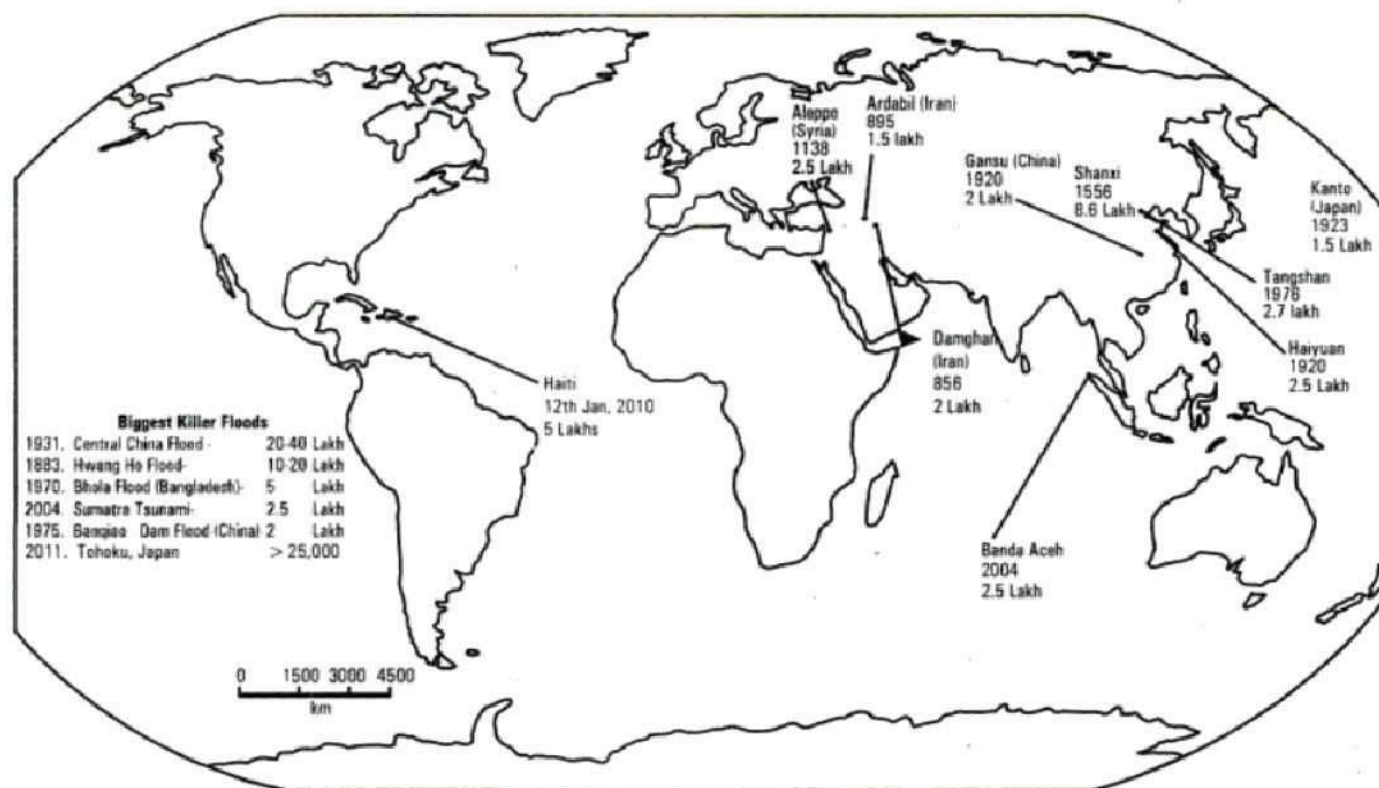 Aleppo
(Syria)
1138
2.5 Lakh
Ardabil (Iran)
895
1.5 lakh
Gansu (China)
1920
2 Lakh
Shanxi
1556
8.6 Lakh
Kanto
(Japan)
1923
1.5 Lakh
Tangshan
1976
2.7 lakh
Haiyuan
1920
2.5 Lakh
Damghan
(Iran)
856
2 Lakh
Haiti
12th Jan, 2010
5 Lakhs
Banda Aceh
2004
2.5 Lakh
Biggest Killer Floods
1931. Central China Flood - 20-40 Lakh
1883. Hwang Ho Flood- 10-20 Lakh
1970. Bhola Flood (Bangladesh)- 5 Lakh
2004. Sumatra Tsunami- 2.5 Lakh
1975. Banqiao Dam Flood (China) 2 Lakh
2011. Tohoku, Japan > 25,000
0 1500 3000 4500
km